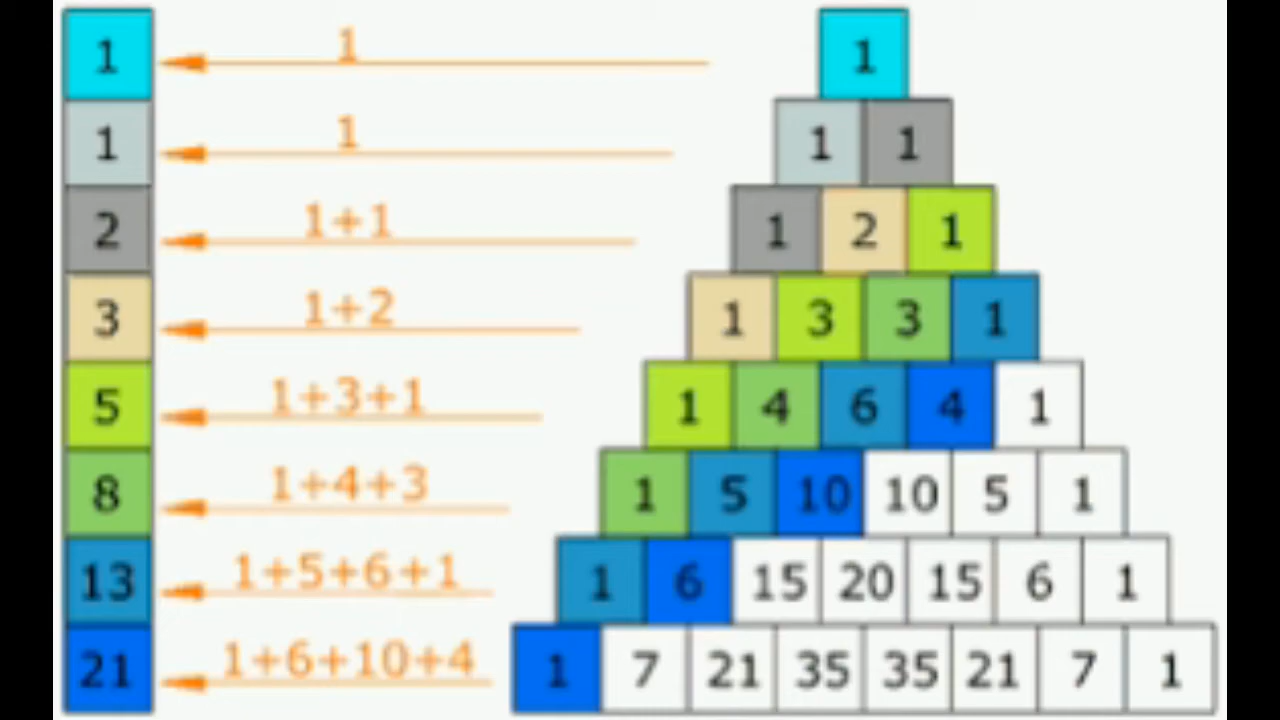 1 1 1
1 1 1 1
2 1+1 1 2 1
3 1+2 1 3 3 1
5 1+3+1 1 4 6 4 1
8 1+4+3 1 5 10 10 5 1
13 1+5+6+1 1 6 15 20 15 6 1
21 1+6+10+4 1 7 21 35 35 21 7 1